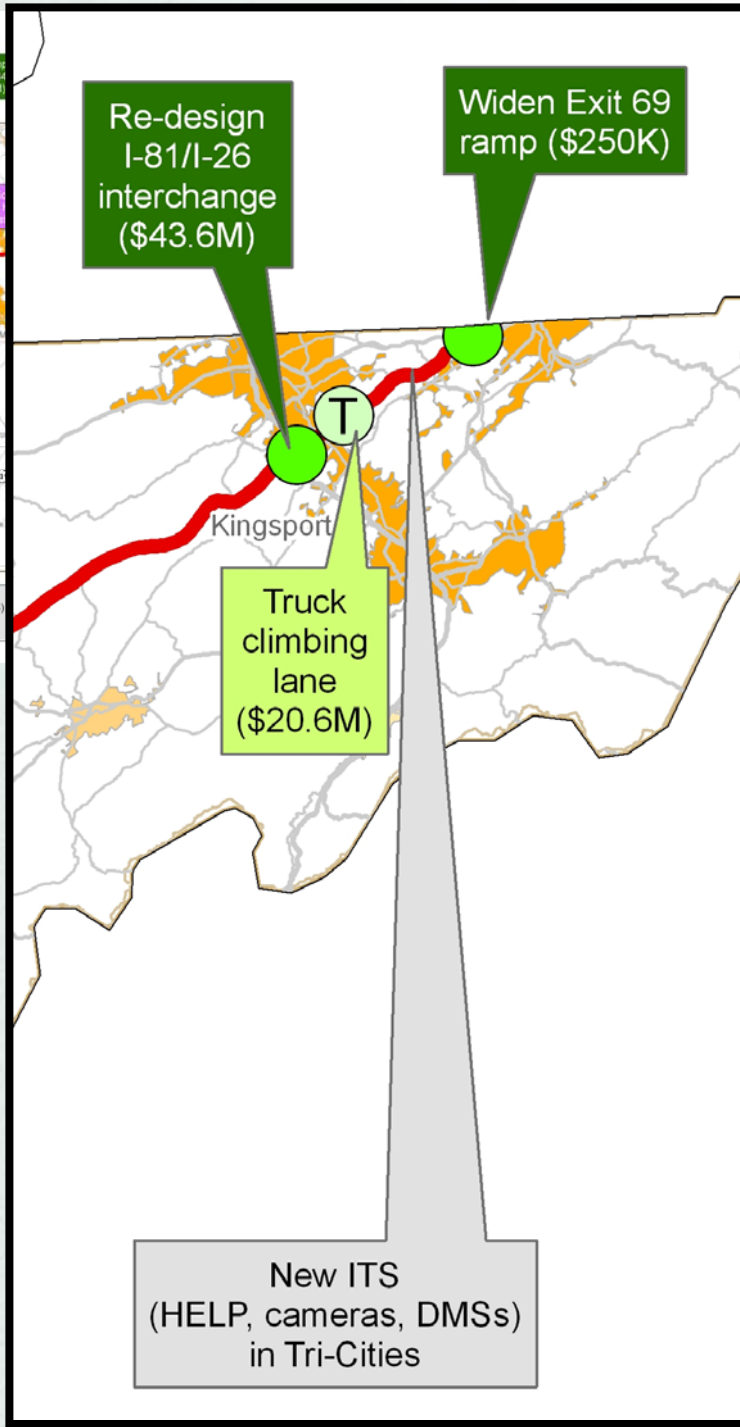 Re-design
I-81/I-26
interchange
($43.6M)
Widen Exit 69
ramp ($250K)
T
Kingsport
Truck
climbing
lane
($20.6M)
New ITS
(HELP, cameras, DMSs)
in Tri-Cities